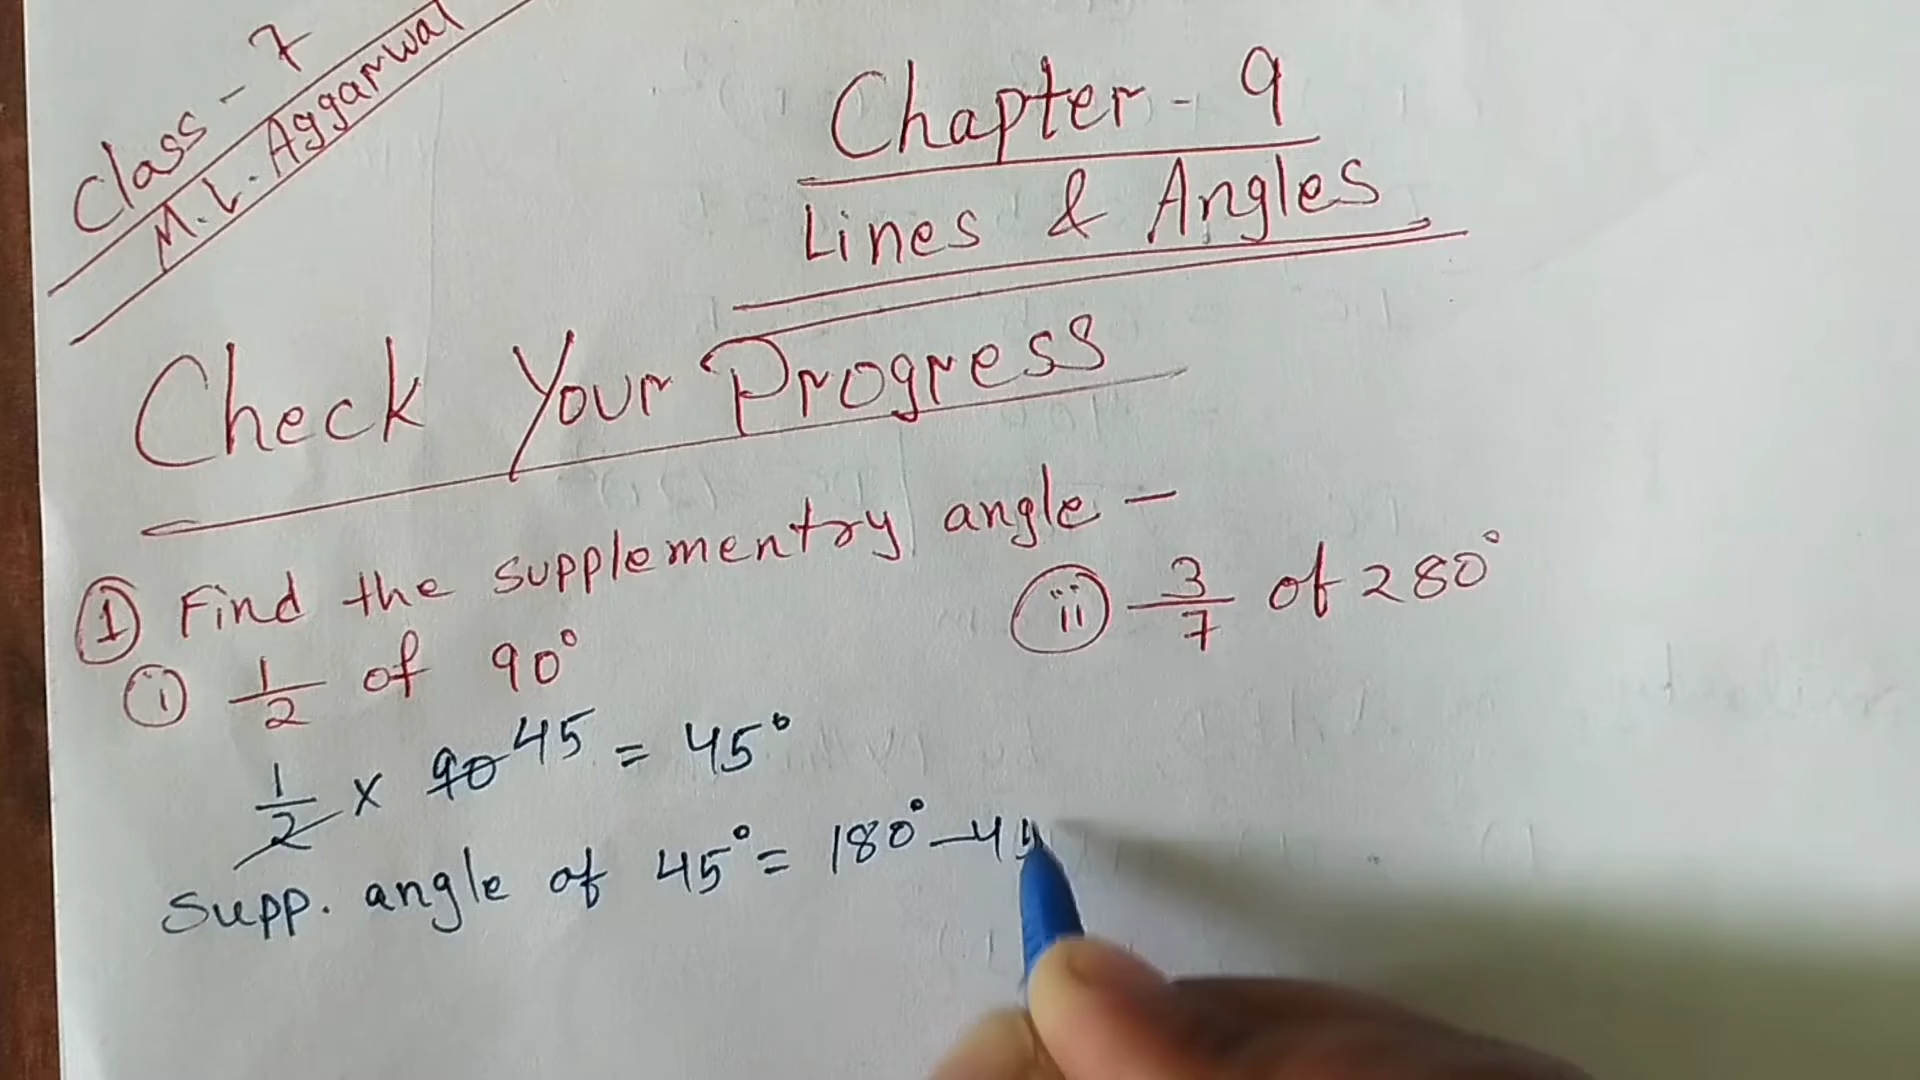 Class - 7
M.L. Aggarwal
Chapter - 9
Lines & Angles
Check Your Progress
① Find the supplementry angle -
(i) 1/2 of 90°
(ii) 3/7 of 280°
1/2 x 90 45 = 45°
Supp. angle of 45° = 180° - 45